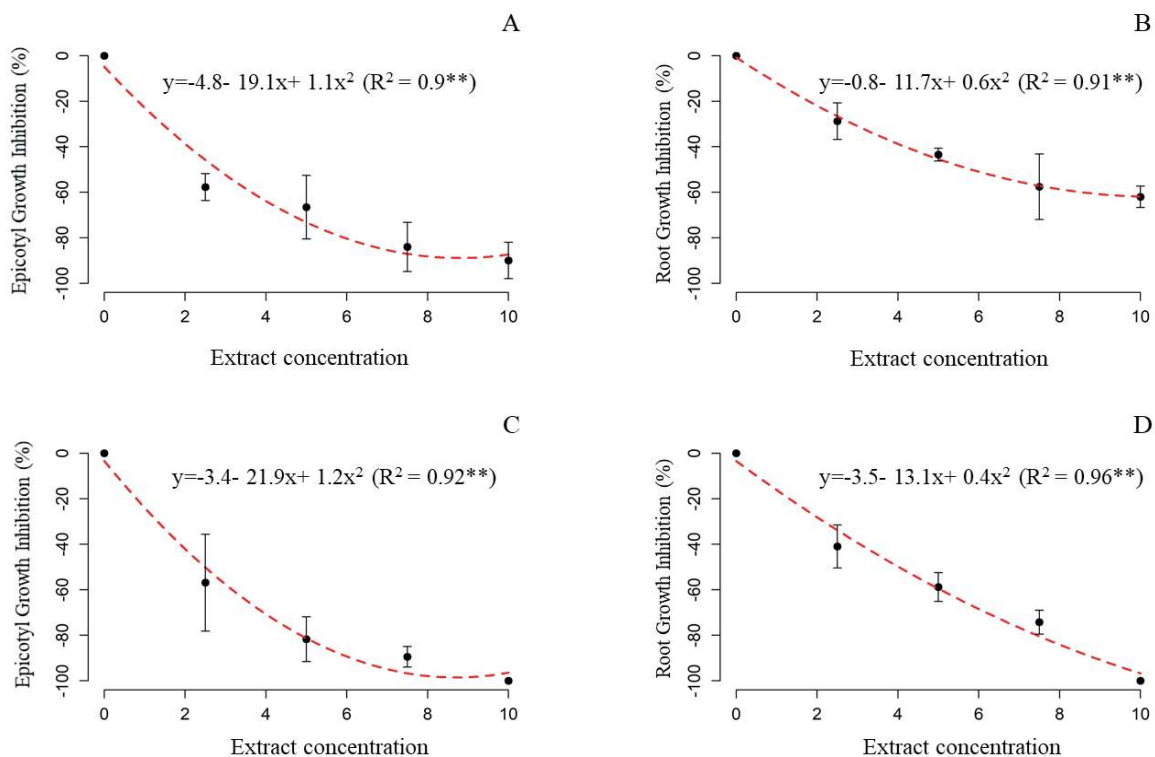 A
Epicotyl Growth Inhibition (%)
0
-20
-40
-60
-80
-100
y=-4.8- 19.1x+ 1.1x² (R² = 0.9**)
0 2 4 6 8 10
Extract concentration
B
Root Growth Inhibition (%)
0
-20
-40
-60
-80
-100
y=-0.8- 11.7x+ 0.6x² (R² = 0.91**)
0 2 4 6 8 10
Extract concentration
C
Epicotyl Growth Inhibition (%)
0
-20
-40
-60
-80
-100
y=-3.4- 21.9x+ 1.2x² (R² = 0.92**)
0 2 4 6 8 10
Extract concentration
D
Root Growth Inhibition (%)
0
-20
-40
-60
-80
-100
y=-3.5- 13.1x+ 0.4x² (R² = 0.96**)
0 2 4 6 8 10
Extract concentration